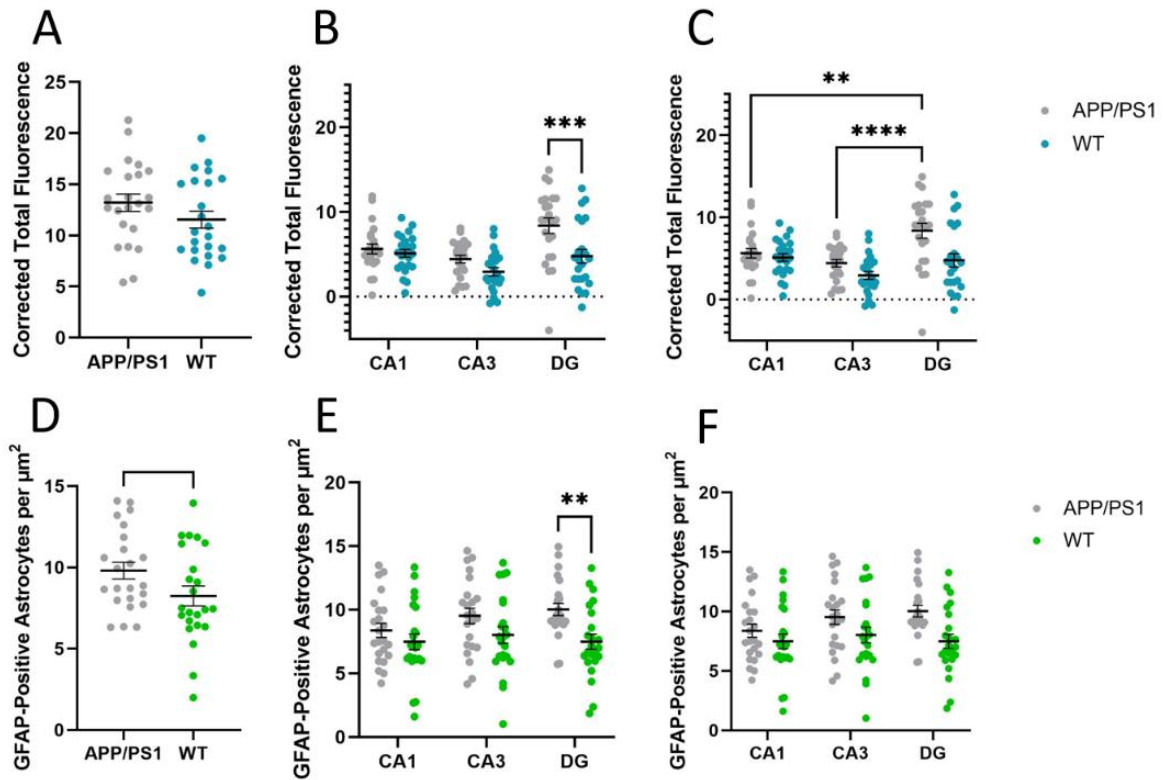 A
Corrected Total Fluorescence
25
20
15
10
5
0
APP/PS1 WT
B
Corrected Total Fluorescence
20
10
0
***
CA1 CA3 DG
C
Corrected Total Fluorescence
20
10
0
**
****
CA1 CA3 DG
APP/PS1
WT
D
GFAP-Positive Astrocytes per µm²
15
10
5
0
APP/PS1 WT
E
GFAP-Positive Astrocytes per µm²
20
15
10
5
0
**
CA1 CA3 DG
F
GFAP-Positive Astrocytes per µm²
20
15
10
5
0
CA1 CA3 DG
APP/PS1
WT